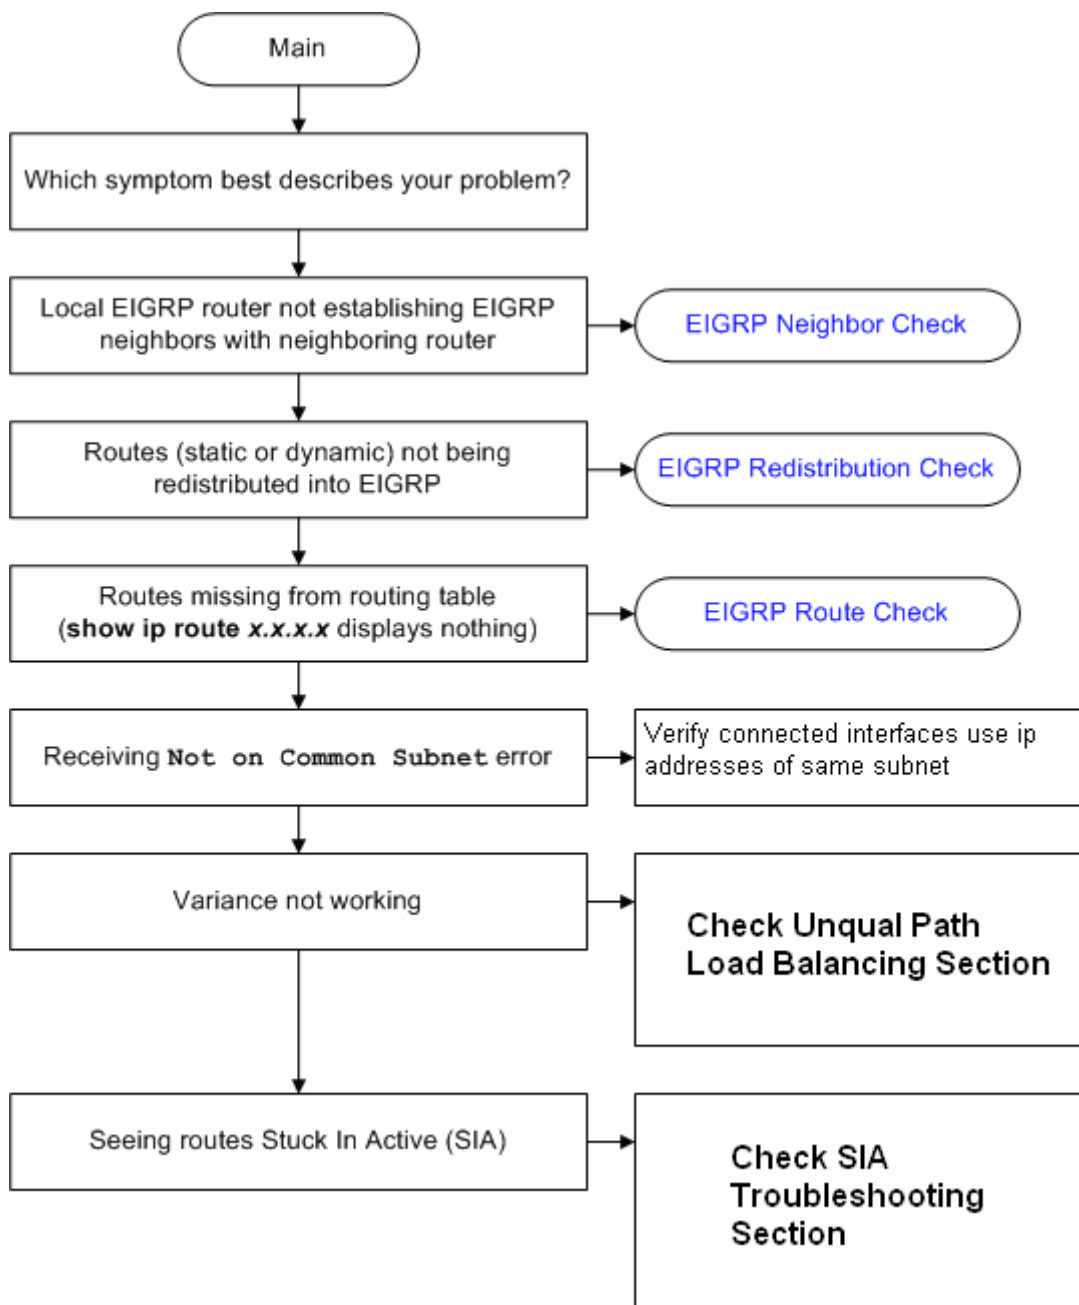 Main
Which symptom best describes your problem?
Local EIGRP router not establishing EIGRP
neighbors with neighboring router
EIGRP Neighbor Check
Routes (static or dynamic) not being
redistributed into EIGRP
EIGRP Redistribution Check
Routes missing from routing table
(show ip route x.x.x.x displays nothing)
EIGRP Route Check
Receiving Not on Common Subnet error
Verify connected interfaces use ip
addresses of same subnet
Variance not working
Check Unqual Path
Load Balancing Section
Seeing routes Stuck In Active (SIA)
Check SIA
Troubleshooting
Section